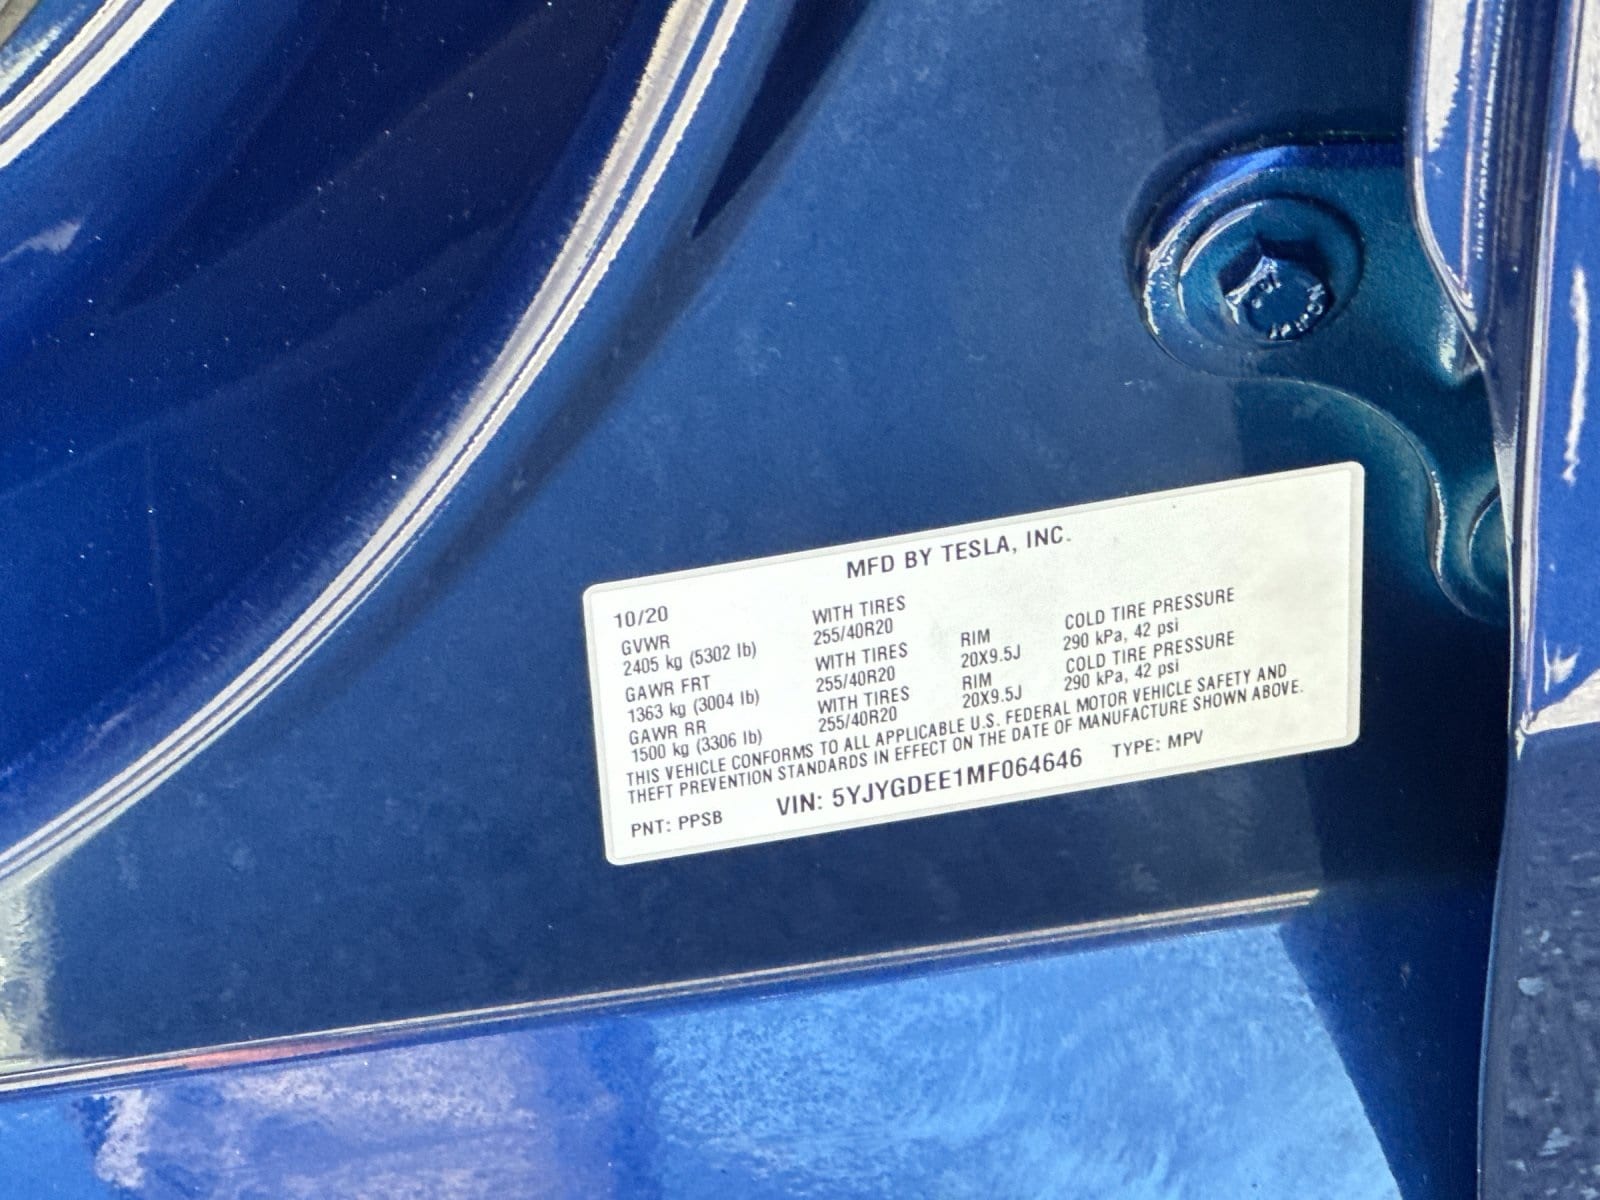 MFD BY TESLA, INC.
10/20
GVWR WITH TIRES
2405 kg (5302 lb) 255/40R20 RIM COLD TIRE PRESSURE
GAWR FRT WITH TIRES 20X9.5J 290 kPa, 42 psi
1363 kg (3004 lb) 255/40R20 RIM COLD TIRE PRESSURE
GAWR RR WITH TIRES 20X9.5J 290 kPa, 42 psi
1500 kg (3306 lb) 255/40R20
THIS VEHICLE CONFORMS TO ALL APPLICABLE U.S. FEDERAL MOTOR VEHICLE SAFETY AND
THEFT PREVENTION STANDARDS IN EFFECT ON THE DATE OF MANUFACTURE SHOWN ABOVE.
PNT: PPSB VIN: 5YJYGDEE1MF064646 TYPE: MPV